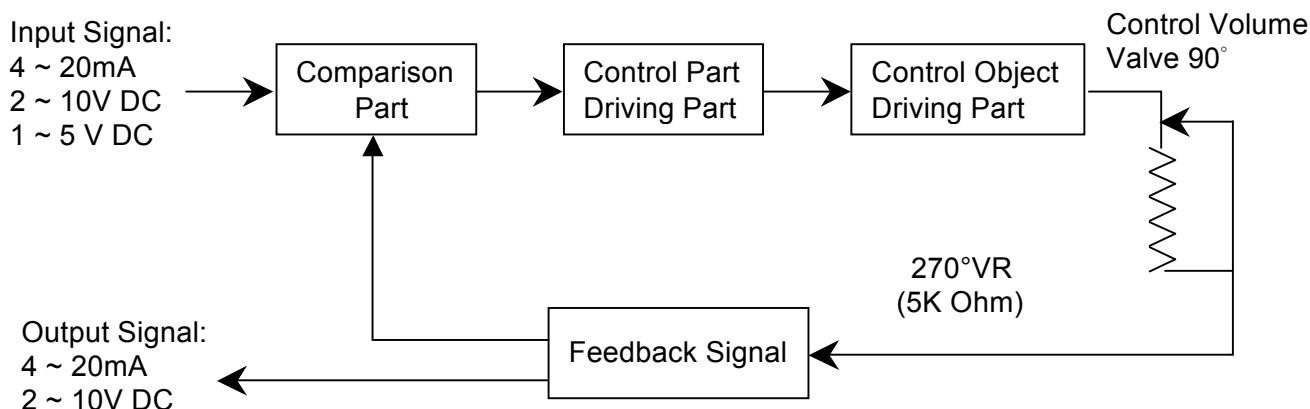 Input Signal:
4 ~ 20mA
2 ~ 10V DC
1 ~ 5 V DC
Comparison
Part
Control Part
Driving Part
Control Object
Driving Part
Control Volume
Valve 90°
270°VR
(5K Ohm)
Feedback Signal
Output Signal:
4 ~ 20mA
2 ~ 10V DC